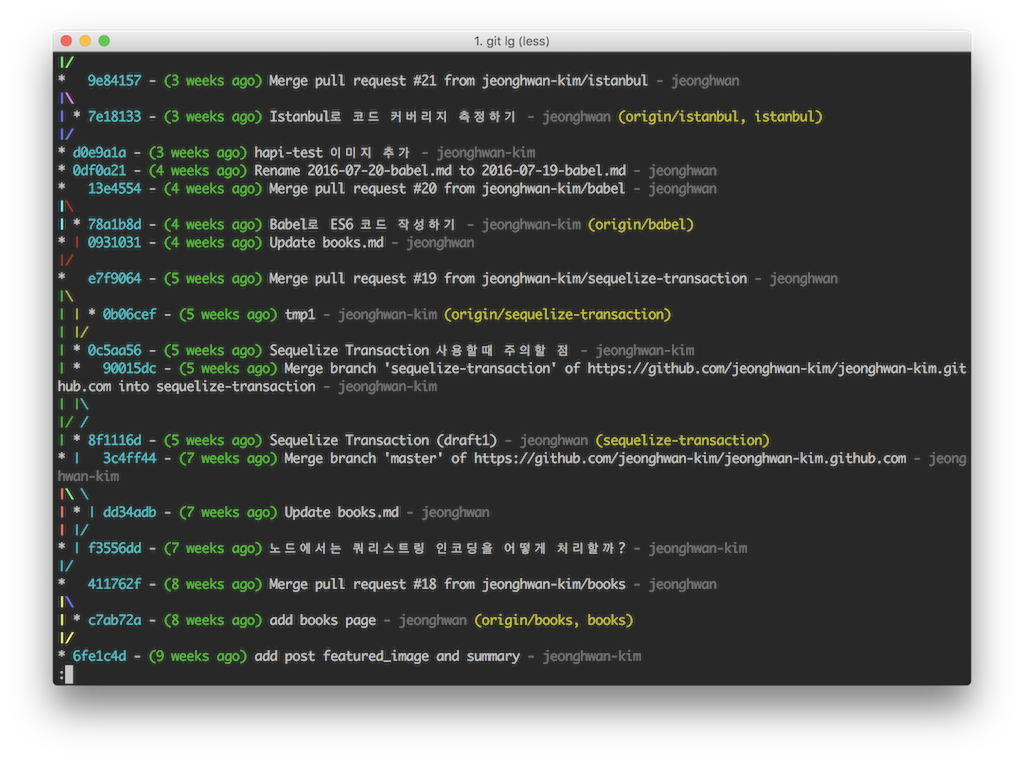 1. git lg (less)
|/
*   9e84157 - (3 weeks ago) Merge pull request #21 from jeonghwan-kim/istanbul - jeonghwan
|\
| * 7e18133 - (3 weeks ago) Istanbul로 코드 커버리지 측정하기 - jeonghwan (origin/istanbul, istanbul)
|/
* d0e9a1a - (3 weeks ago) hapi-test 이미지 추가 - jeonghwan-kim
* 0df0a21 - (4 weeks ago) Rename 2016-07-20-babel.md to 2016-07-19-babel.md - jeonghwan
*   13e4554 - (4 weeks ago) Merge pull request #20 from jeonghwan-kim/babel - jeonghwan
|\
| * 78a1b8d - (4 weeks ago) Babel로 ES6 코드 작성하기 - jeonghwan-kim (origin/babel)
* | 0931031 - (4 weeks ago) Update books.md - jeonghwan
|/
*   e7f9064 - (5 weeks ago) Merge pull request #19 from jeonghwan-kim/sequelize-transaction - jeonghwan
|\
| | * 0b06cef - (5 weeks ago) tmp1 - jeonghwan-kim (origin/sequelize-transaction)
| |/
| * 0c5aa56 - (5 weeks ago) Sequelize Transaction 사용할때 주의할 점 - jeonghwan-kim
| *   90015dc - (5 weeks ago) Merge branch 'sequelize-transaction' of https://github.com/jeonghwan-kim/jeonghwan-kim.git
hub.com into sequelize-transaction - jeonghwan-kim
| |\
|/ /
| * 8f1116d - (5 weeks ago) Sequelize Transaction (draft1) - jeonghwan (sequelize-transaction)
* |   3c4ff44 - (7 weeks ago) Merge branch 'master' of https://github.com/jeonghwan-kim/jeonghwan-kim.github.com - jeong
hwan-kim
|\ \
| * | dd34adb - (7 weeks ago) Update books.md - jeonghwan
| |/
* | f3556dd - (7 weeks ago) 노드에서는 쿼리스트링 인코딩을 어떻게 처리할까? - jeonghwan-kim
|/
*   411762f - (8 weeks ago) Merge pull request #18 from jeonghwan-kim/books - jeonghwan
|\
| * c7ab72a - (8 weeks ago) add books page - jeonghwan (origin/books, books)
|/
* 6fe1c4d - (9 weeks ago) add post featured_image and summary - jeonghwan-kim
: